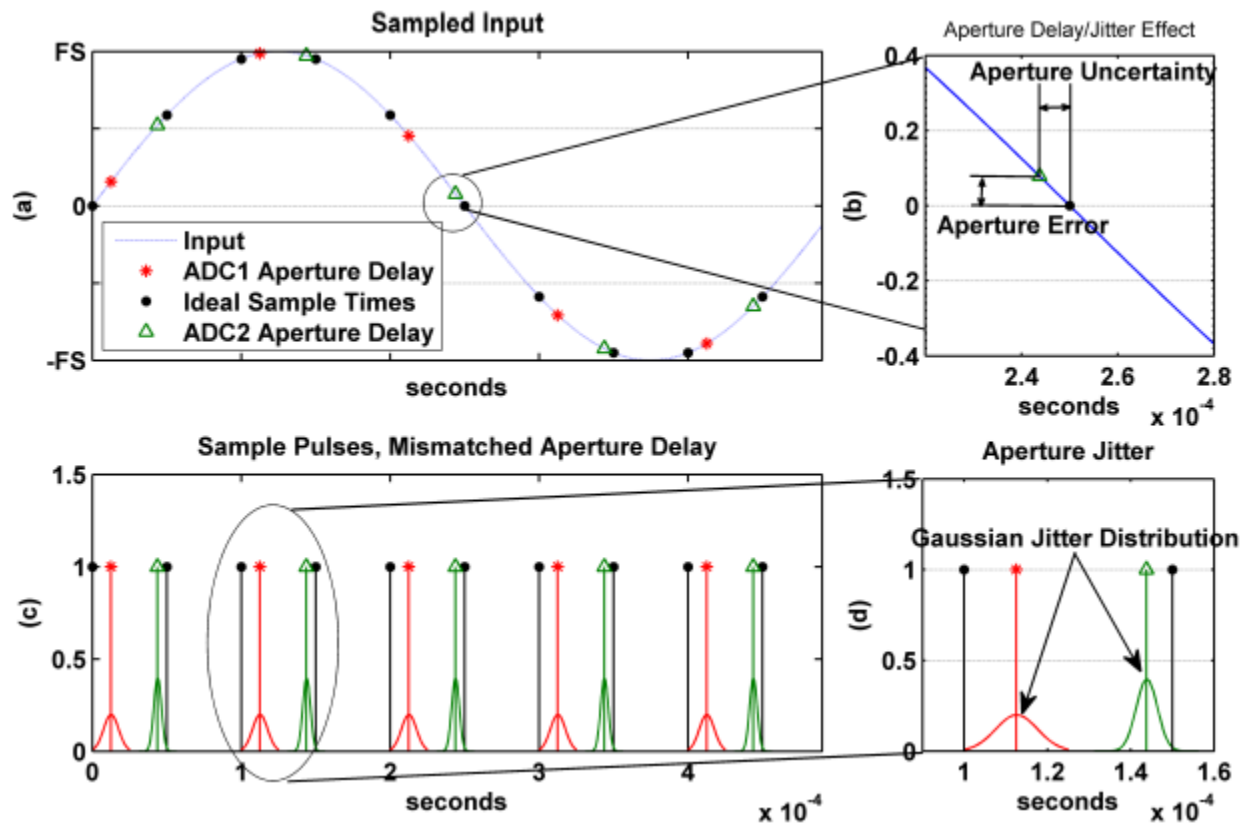 Sampled Input
FS
0
-FS
(a)
Input
ADC1 Aperture Delay
Ideal Sample Times
ADC2 Aperture Delay
seconds
Aperture Delay/Jitter Effect
0.4
0.2
0
-0.2
-0.4
(b)
Aperture Uncertainty
Aperture Error
2.4 2.6 2.8
seconds
x 10^-4
Sample Pulses, Mismatched Aperture Delay
1.5
1
0.5
0
(c)
0 1 2 3 4
seconds
x 10^-4
Aperture Jitter
1.5
1
0.5
0
(d)
Gaussian Jitter Distribution
1 1.2 1.4 1.6
seconds
x 10^-4